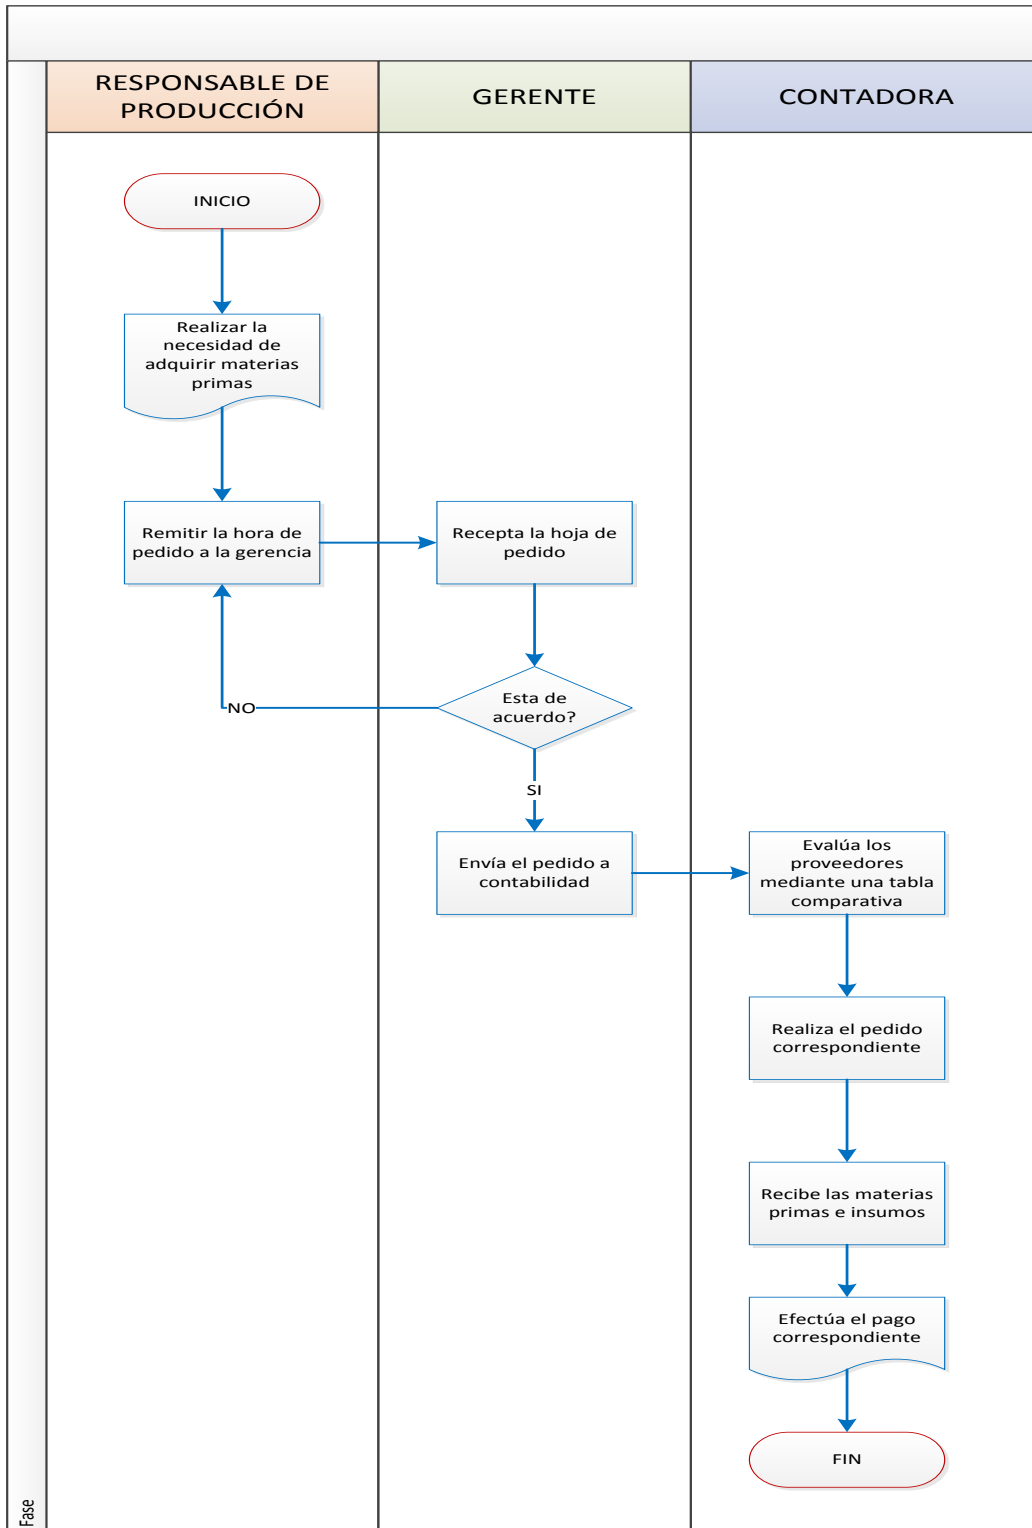 RESPONSABLE DE
PRODUCCIÓN
GERENTE
CONTADORA
INICIO
Realizar la
necesidad de
adquirir materias
primas
Remitir la hora de
pedido a la gerencia
Recepta la hoja de
pedido
Esta de
acuerdo?
NO
SI
Envía el pedido a
contabilidad
Evalúa los
proveedores
mediante una tabla
comparativa
Realiza el pedido
correspondiente
Recibe las materias
primas e insumos
Efectúa el pago
correspondiente
FIN
Fase